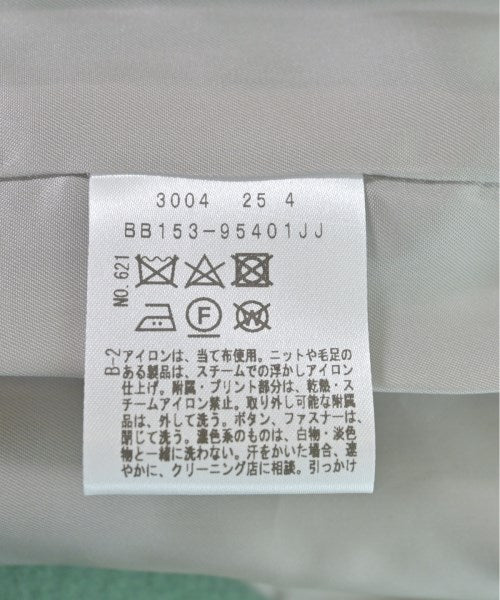 3004 25 4
BB153-95401JJ
NO.621
F
W
B-2
アイロンは、当て布使用。ニットや毛足の
ある製品は、スチームでの浮かしアイロン
仕上げ。附属・プリント部分は、乾熱・ス
チームアイロン禁止。取り外し可能な附属
品は、外して洗う。ボタン、ファスナーは、
閉じて洗う。濃色系のものは、白物・淡色
物と一緒に洗わない。汗をかいた場合、速
やかに、クリーニング店に相談。引っかけ